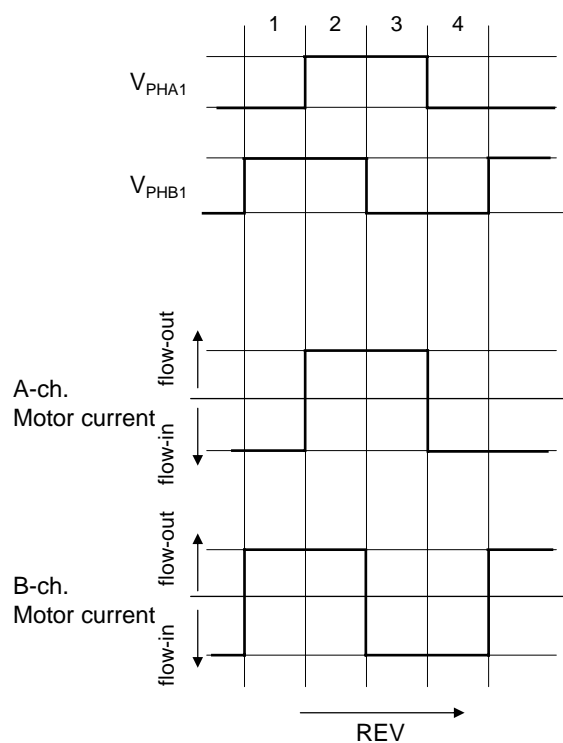 1 2 3 4
VPHA1
VPHB1
flow-out
A-ch.
Motor current
flow-in
flow-out
B-ch.
Motor current
flow-in
REV